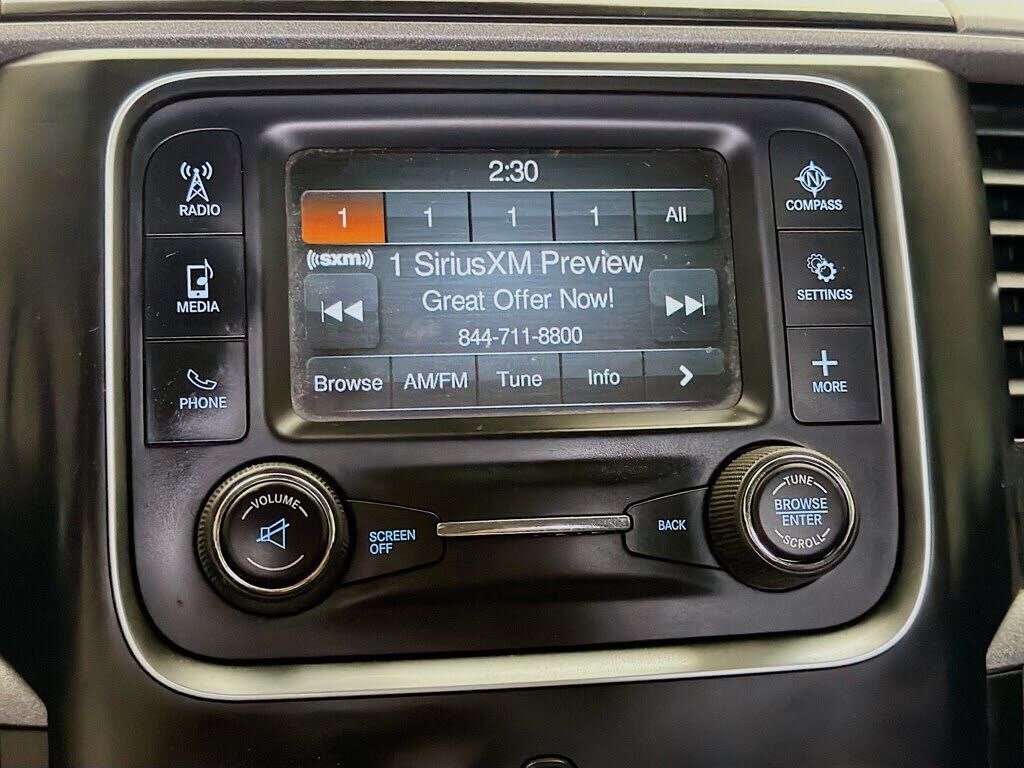 RADIO
MEDIA
PHONE
2:30
1 1 1 1 All
((sxm))
1 SiriusXM Preview
Great Offer Now!
844-711-8800
Browse AM/FM Tune Info >
N
COMPASS
SETTINGS
+
MORE
VOLUME
SCREEN
OFF
BACK
TUNE
BROWSE
ENTER
SCROLL